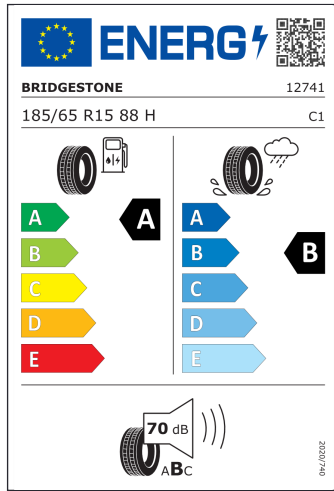 ENERG
BRIDGESTONE 12741
185/65 R15 88 H C1
A A
B
C
D
E
A
B B
C
D
E
70 dB
ABC
2020/740